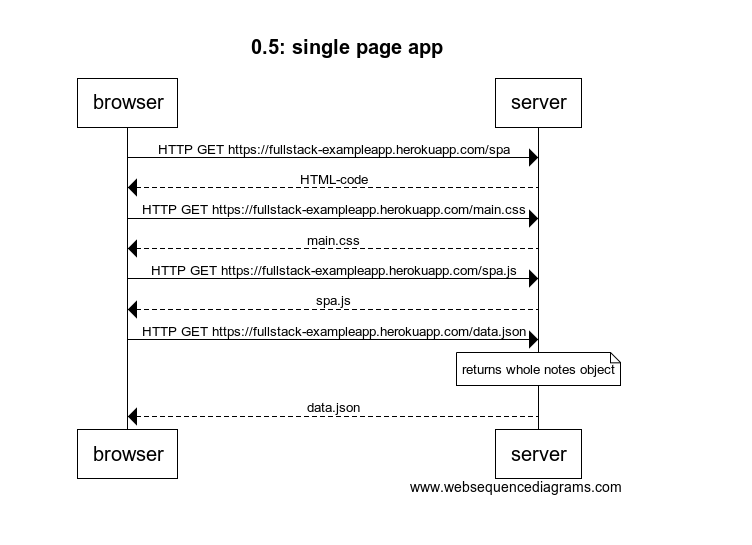 0.5: single page app
browser
server
HTTP GET https://fullstack-exampleapp.herokuapp.com/spa
HTML-code
HTTP GET https://fullstack-exampleapp.herokuapp.com/main.css
main.css
HTTP GET https://fullstack-exampleapp.herokuapp.com/spa.js
spa.js
HTTP GET https://fullstack-exampleapp.herokuapp.com/data.json
returns whole notes object
data.json
browser
server
www.websequencediagrams.com